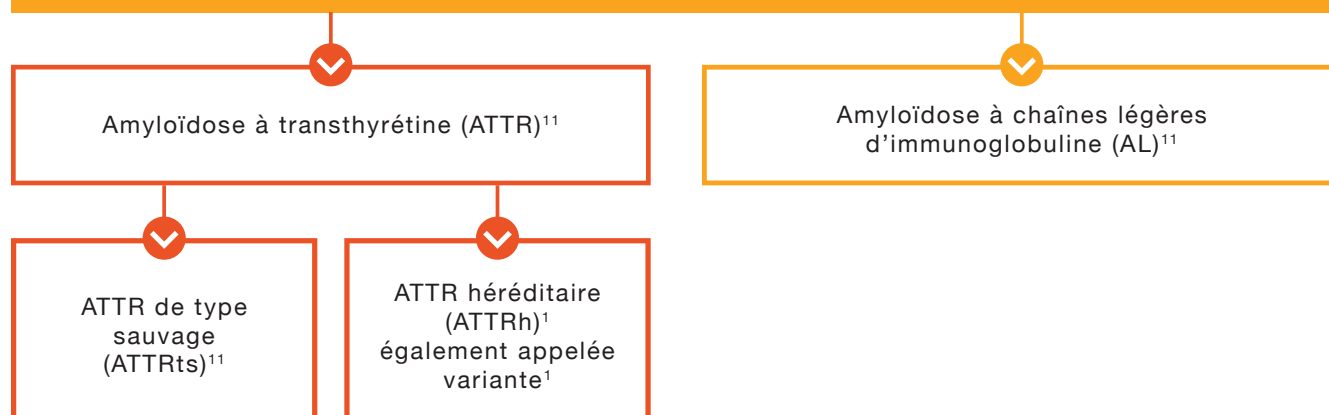 Amyloïdose à transthyrétine (ATTR)¹¹
Amyloïdose à chaînes légères
d’immunoglobuline (AL)¹¹
ATTR de type
sauvage
(ATTRts)¹¹
ATTR héréditaire
(ATTRh)¹
également appelée
variante¹